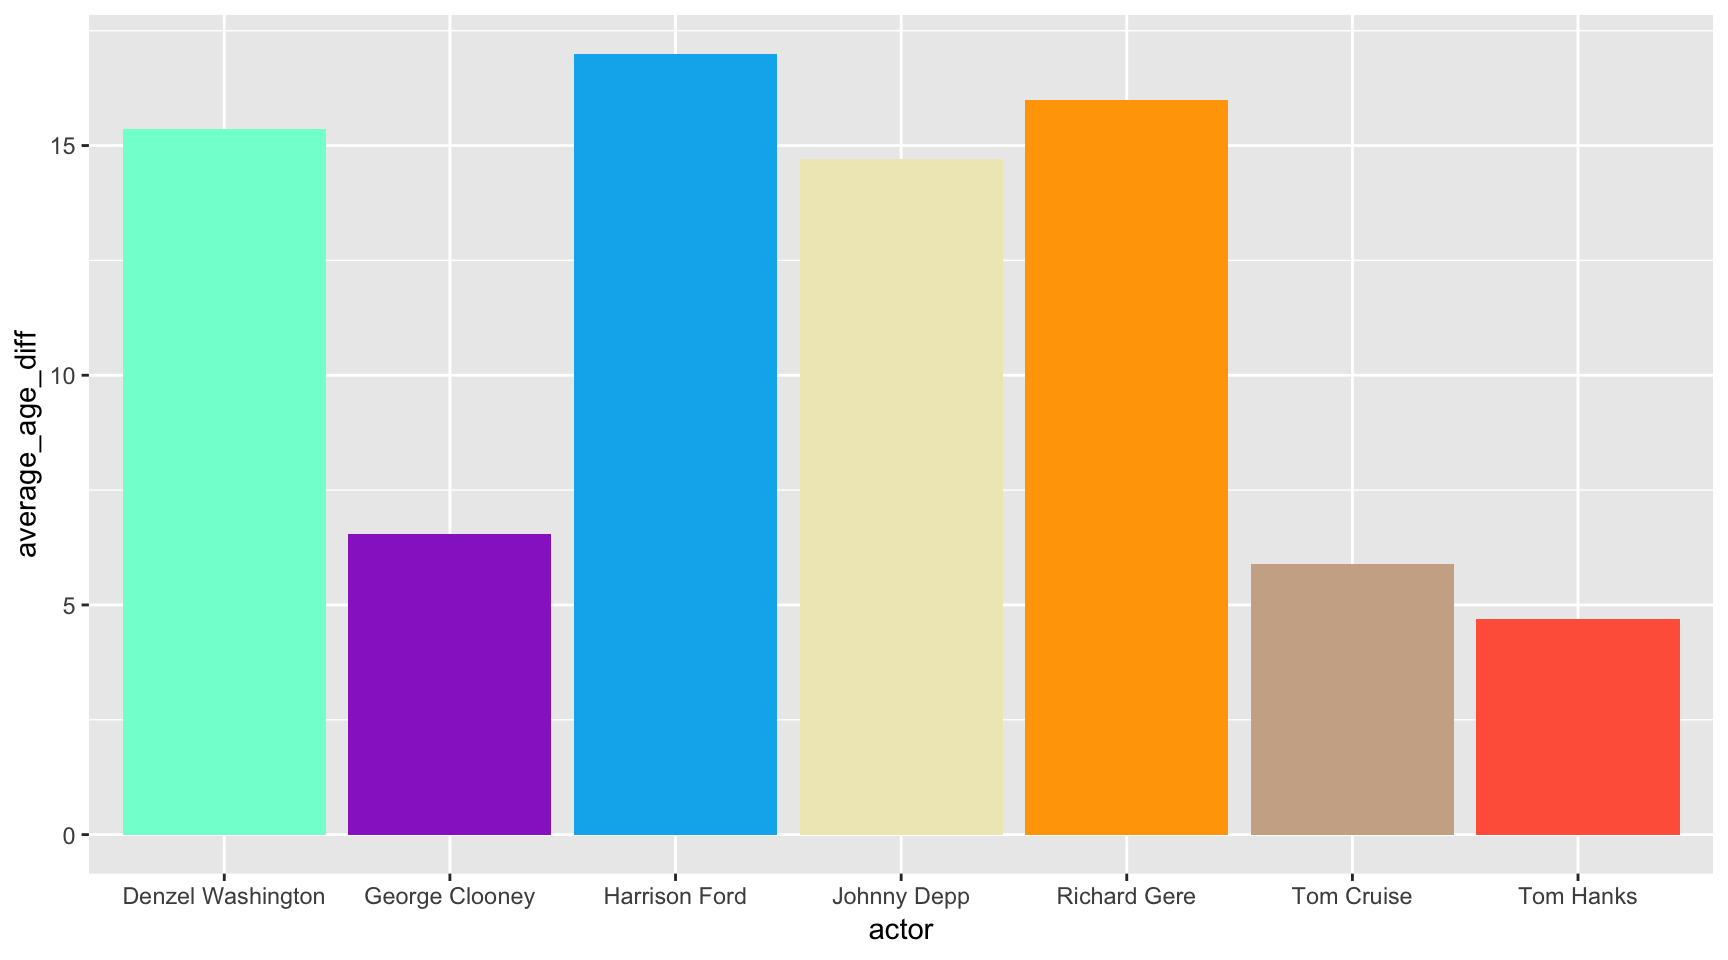 average_age_diff
15
10
5
0
Denzel Washington George Clooney Harrison Ford Johnny Depp Richard Gere Tom Cruise Tom Hanks
actor